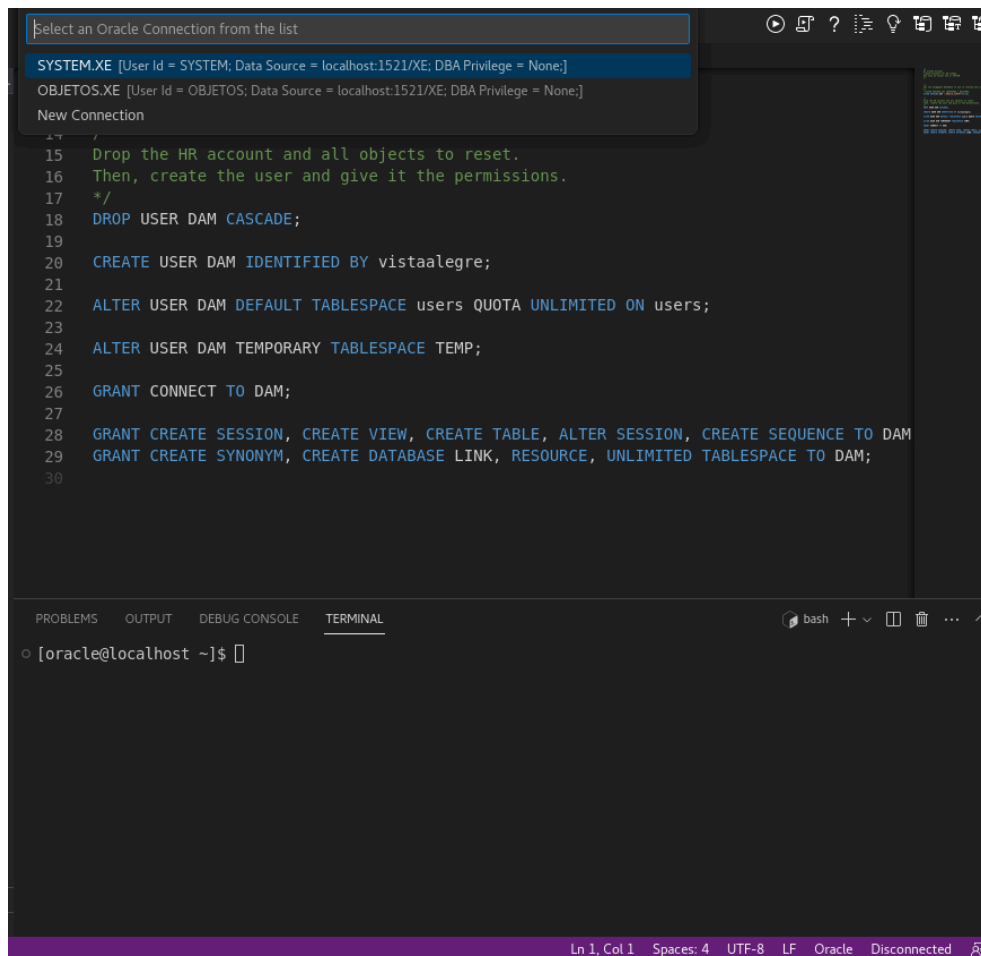 Select an Oracle Connection from the list
SYSTEM.XE [User Id = SYSTEM; Data Source = localhost:1521/XE; DBA Privilege = None;]
OBJETOS.XE [User Id = OBJETOS; Data Source = localhost:1521/XE; DBA Privilege = None;]
New Connection
14 /
15 Drop the HR account and all objects to reset.
16 Then, create the user and give it the permissions.
17 */
18 DROP USER DAM CASCADE;
19
20 CREATE USER DAM IDENTIFIED BY vistaalegre;
21
22 ALTER USER DAM DEFAULT TABLESPACE users QUOTA UNLIMITED ON users;
23
24 ALTER USER DAM TEMPORARY TABLESPACE TEMP;
25
26 GRANT CONNECT TO DAM;
27
28 GRANT CREATE SESSION, CREATE VIEW, CREATE TABLE, ALTER SESSION, CREATE SEQUENCE TO DAM
29 GRANT CREATE SYNONYM, CREATE DATABASE LINK, RESOURCE, UNLIMITED TABLESPACE TO DAM;
30
PROBLEMS OUTPUT DEBUG CONSOLE TERMINAL bash
[oracle@localhost ~]$
Ln 1, Col 1 Spaces: 4 UTF-8 LF Oracle Disconnected